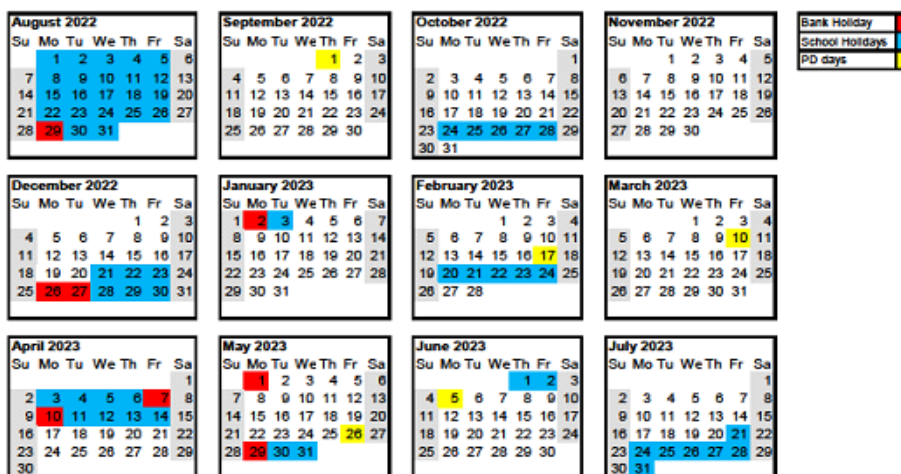 August 2022
Su Mo Tu We Th Fr Sa
1 2 3 4 5 6
7 8 9 10 11 12 13
14 15 16 17 18 19 20
21 22 23 24 25 26 27
28 29 30 31
September 2022
Su Mo Tu We Th Fr Sa
1 2 3
4 5 6 7 8 9 10
11 12 13 14 15 16 17
18 19 20 21 22 23 24
25 26 27 28 29 30
October 2022
Su Mo Tu We Th Fr Sa
1
2 3 4 5 6 7 8
9 10 11 12 13 14 15
16 17 18 19 20 21 22
23 24 25 26 27 28 29
30 31
November 2022
Su Mo Tu We Th Fr Sa
1 2 3 4 5
6 7 8 9 10 11 12
13 14 15 16 17 18 19
20 21 22 23 24 25 26
27 28 29 30
Bank Holiday
School Holidays
PD days
December 2022
Su Mo Tu We Th Fr Sa
1 2 3
4 5 6 7 8 9 10
11 12 13 14 15 16 17
18 19 20 21 22 23 24
25 26 27 28 29 30 31
January 2023
Su Mo Tu We Th Fr Sa
1 2 3 4 5 6 7
8 9 10 11 12 13 14
15 16 17 18 19 20 21
22 23 24 25 26 27 28
29 30 31
February 2023
Su Mo Tu We Th Fr Sa
1 2 3 4
5 6 7 8 9 10 11
12 13 14 15 16 17 18
19 20 21 22 23 24 25
26 27 28
March 2023
Su Mo Tu We Th Fr Sa
1 2 3 4
5 6 7 8 9 10 11
12 13 14 15 16 17 18
19 20 21 22 23 24 25
26 27 28 29 30 31
April 2023
Su Mo Tu We Th Fr Sa
1
2 3 4 5 6 7 8
9 10 11 12 13 14 15
16 17 18 19 20 21 22
23 24 25 26 27 28 29
30
May 2023
Su Mo Tu We Th Fr Sa
1 2 3 4 5 6
7 8 9 10 11 12 13
14 15 16 17 18 19 20
21 22 23 24 25 26 27
28 29 30 31
June 2023
Su Mo Tu We Th Fr Sa
1 2 3
4 5 6 7 8 9 10
11 12 13 14 15 16 17
18 19 20 21 22 23 24
25 26 27 28 29 30
July 2023
Su Mo Tu We Th Fr Sa
1
2 3 4 5 6 7 8
9 10 11 12 13 14 15
16 17 18 19 20 21 22
23 24 25 26 27 28 29
30 31